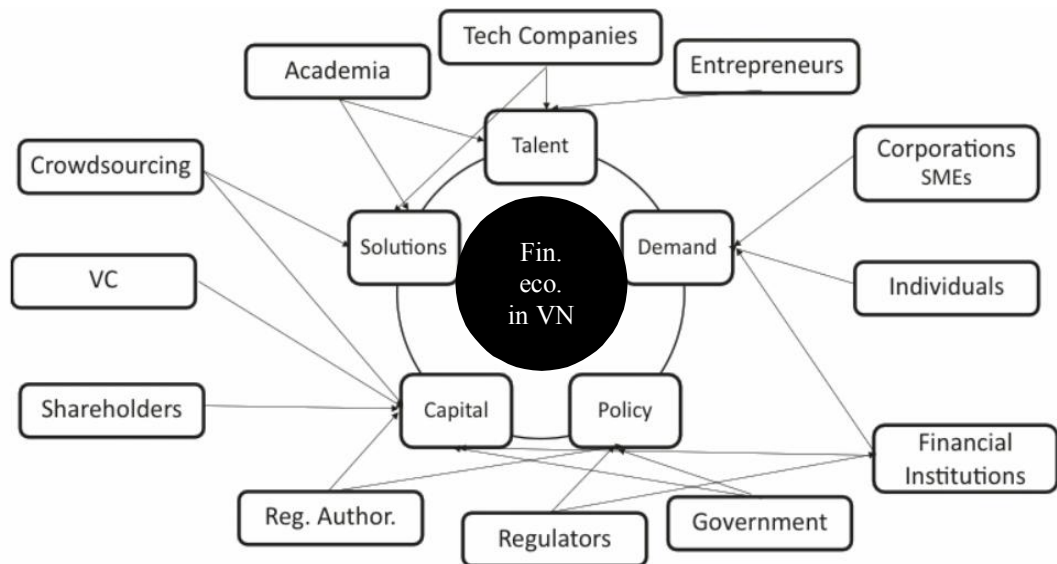 Tech Companies
Academia
Entrepreneurs
Talent
Crowdsourcing
Corporations
SMEs
Solutions
Fin.
eco.
in VN
Demand
VC
Individuals
Shareholders
Capital
Policy
Financial
Institutions
Reg. Author.
Regulators
Government